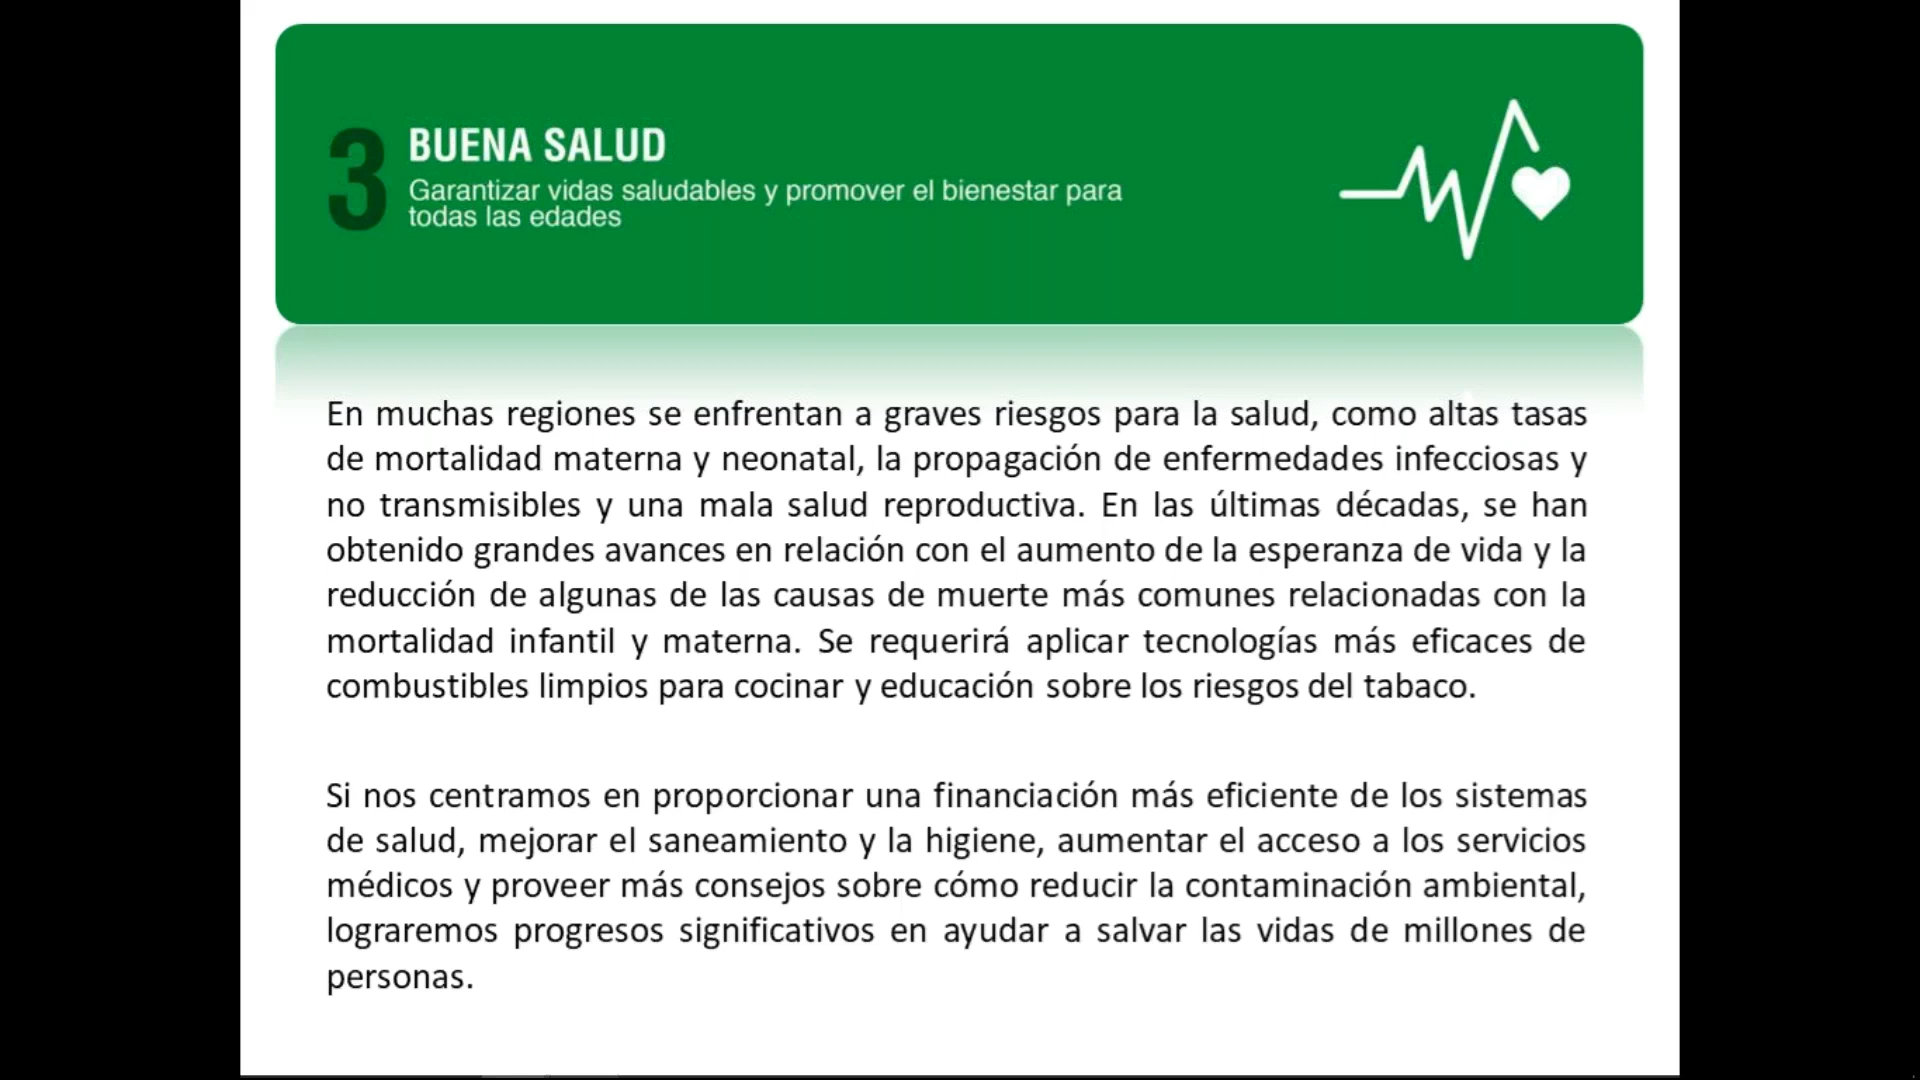 3
BUENA SALUD
Garantizar vidas saludables y promover el bienestar para
todas las edades
En muchas regiones se enfrentan a graves riesgos para la salud, como altas tasas
de mortalidad materna y neonatal, la propagación de enfermedades infecciosas y
no transmisibles y una mala salud reproductiva. En las últimas décadas, se han
obtenido grandes avances en relación con el aumento de la esperanza de vida y la
reducción de algunas de las causas de muerte más comunes relacionadas con la
mortalidad infantil y materna. Se requerirá aplicar tecnologías más eficaces de
combustibles limpios para cocinar y educación sobre los riesgos del tabaco.
Si nos centramos en proporcionar una financiación más eficiente de los sistemas
de salud, mejorar el saneamiento y la higiene, aumentar el acceso a los servicios
médicos y proveer más consejos sobre cómo reducir la contaminación ambiental,
lograremos progresos significativos en ayudar a salvar las vidas de millones de
personas.